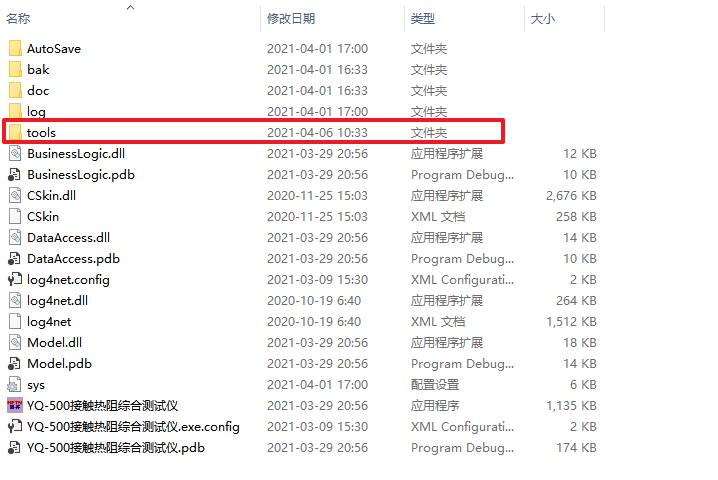 名称 修改日期 类型 大小
AutoSave 2021-04-01 17:00 文件夹
bak 2021-04-01 16:33 文件夹
doc 2021-04-01 16:33 文件夹
log 2021-04-01 17:00 文件夹
tools 2021-04-06 10:33 文件夹
BusinessLogic.dll 2021-03-29 20:56 应用程序扩展 12 KB
BusinessLogic.pdb 2021-03-29 20:56 Program Debug... 10 KB
CSkin.dll 2020-11-25 15:03 应用程序扩展 2,676 KB
CSkin 2020-11-25 15:03 XML 文档 258 KB
DataAccess.dll 2021-03-29 20:56 应用程序扩展 14 KB
DataAccess.pdb 2021-03-29 20:56 Program Debug... 10 KB
log4net.config 2021-03-09 15:30 XML Configurati... 2 KB
log4net.dll 2020-10-19 6:40 应用程序扩展 264 KB
log4net 2020-10-19 6:40 XML 文档 1,512 KB
Model.dll 2021-03-29 20:56 应用程序扩展 18 KB
Model.pdb 2021-03-29 20:56 Program Debug... 14 KB
sys 2021-04-01 17:00 配置设置 6 KB
YQ-500接触热阻综合测试仪 2021-03-29 20:56 应用程序 1,135 KB
YQ-500接触热阻综合测试仪.exe.config 2021-03-09 15:30 XML Configurati... 2 KB
YQ-500接触热阻综合测试仪.pdb 2021-03-29 20:56 Program Debug... 174 KB